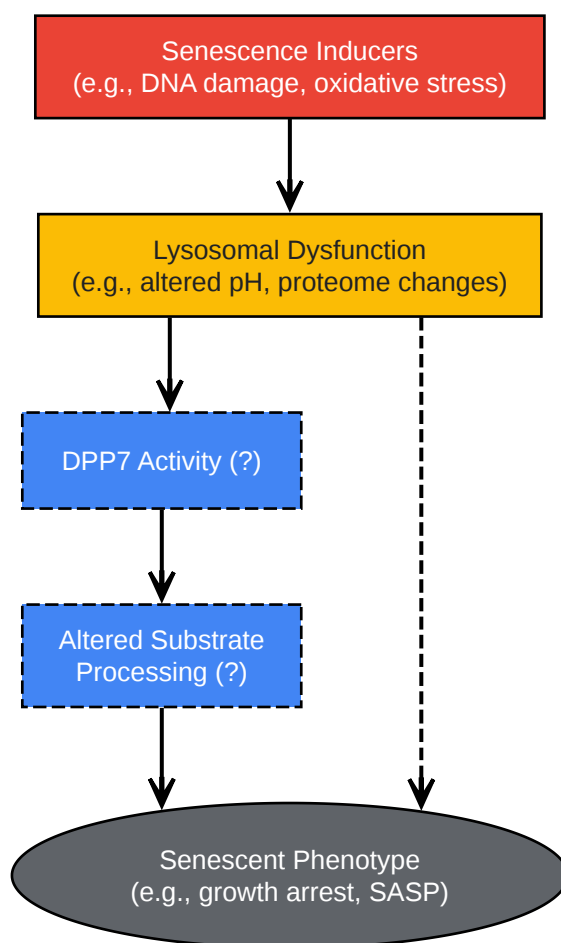 Senescence Inducers
(e.g., DNA damage, oxidative stress)
Lysosomal Dysfunction
(e.g., altered pH, proteome changes)
DPP7 Activity (?)
Altered Substrate
Processing (?)
Senescent Phenotype
(e.g., growth arrest, SASP)